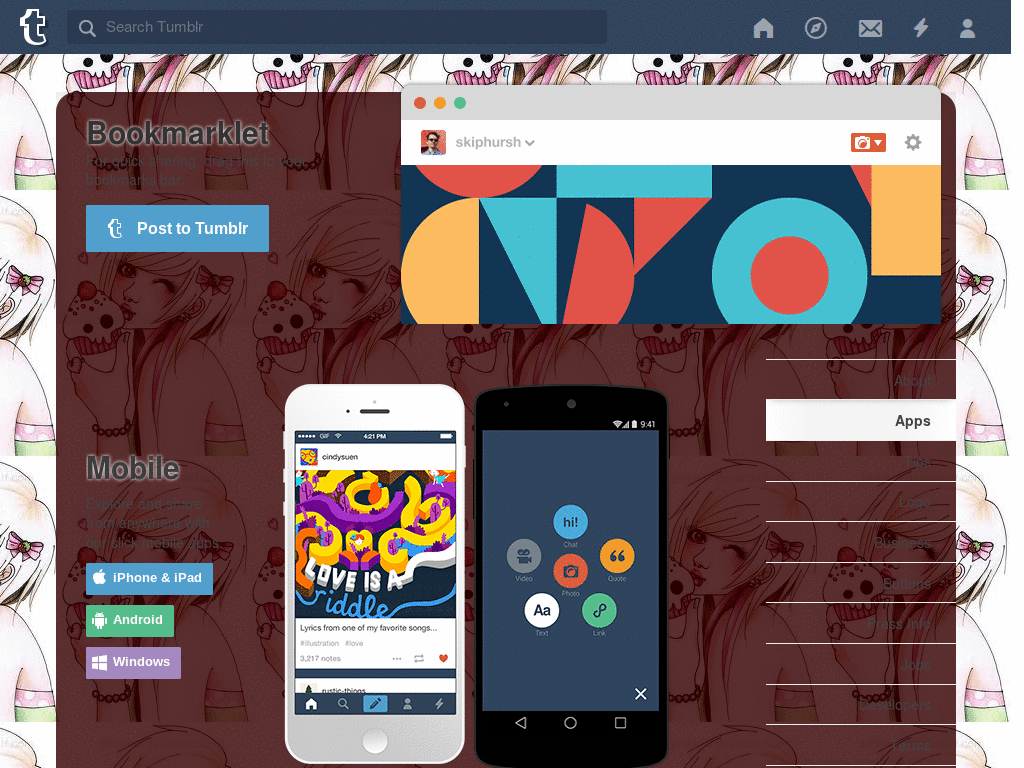 Search Tumblr
Bookmarklet
For quick sharing, drag this to your
bookmarks bar:
Post to Tumblr
skiphursh
Mobile
Explore and share
from anywhere with
our slick mobile apps.
iPhone & iPad
Android
Windows
GIF
4:21 PM
cindysuen
LOVE IS A
riddle
Lyrics from one of my favorite songs...
#illustration #love
3,217 notes
rustic-things
9:41
hi!
Chat
Video
Photo
Quote
Aa
Text
Link
About
Apps
Tips
Logo
Business
Buttons
Press Info
Jobs
Developers
Terms